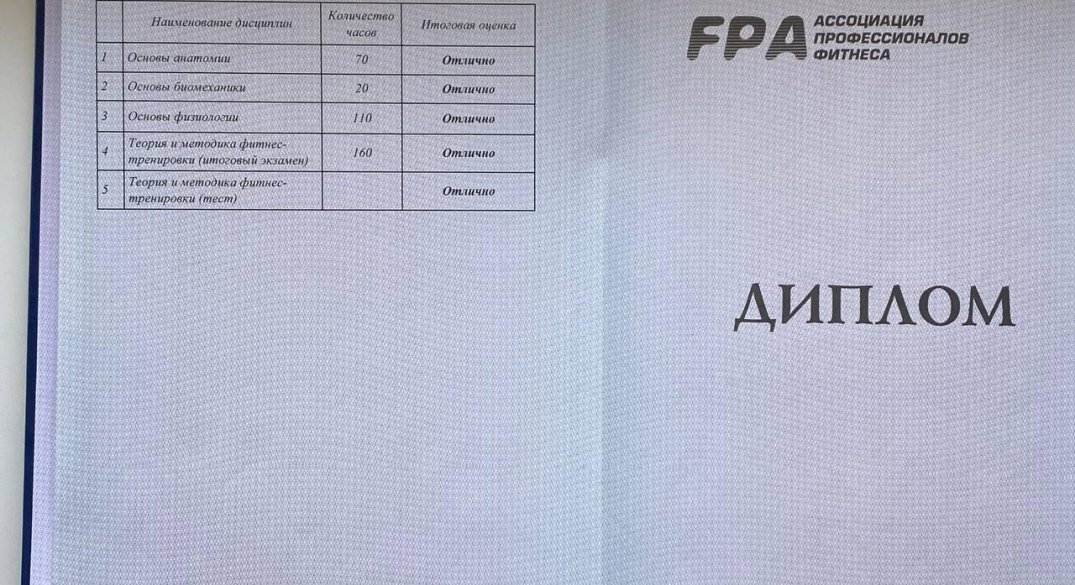 Наименование дисциплин
Количество
часов
Итоговая оценка
1 Основы анатомии 70 Отлично
2 Основы биомеханики 20 Отлично
3 Основы физиологии 110 Отлично
4 Теория и методика фитнес-
тренировки (итоговый экзамен) 160 Отлично
5 Теория и методика фитнес-
тренировки (тест) Отлично
FPA
АССОЦИАЦИЯ
ПРОФЕССИОНАЛОВ
ФИТНЕСА
ДИПЛОМ